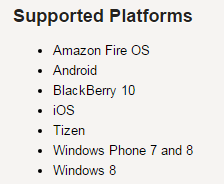 Supported Platforms
• Amazon Fire OS
• Android
• BlackBerry 10
• iOS
• Tizen
• Windows Phone 7 and 8
• Windows 8